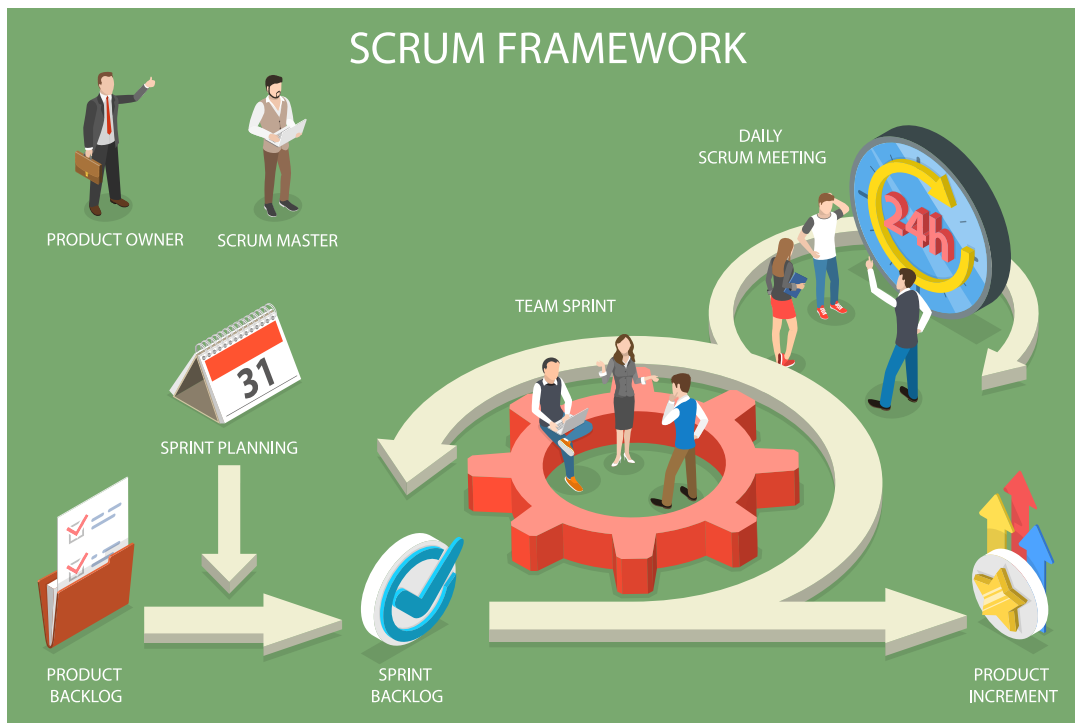 SCRUM FRAMEWORK
PRODUCT OWNER
SCRUM MASTER
DAILY
SCRUM MEETING
24h
TEAM SPRINT
31
SPRINT PLANNING
PRODUCT
BACKLOG
SPRINT
BACKLOG
PRODUCT
INCREMENT